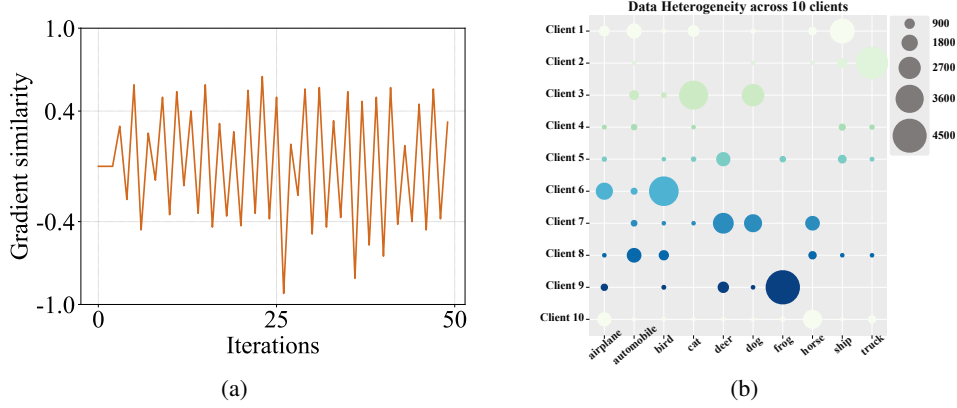 1.0
0.4
-0.4
-1.0
Gradient similarity
0
25
50
Iterations
(a)
Data Heterogeneity across 10 clients
Client 1
Client 2
Client 3
Client 4
Client 5
Client 6
Client 7
Client 8
Client 9
Client 10
airplane
automobile
bird
cat
deer
dog
frog
horse
ship
truck
900
1800
2700
3600
4500
(b)